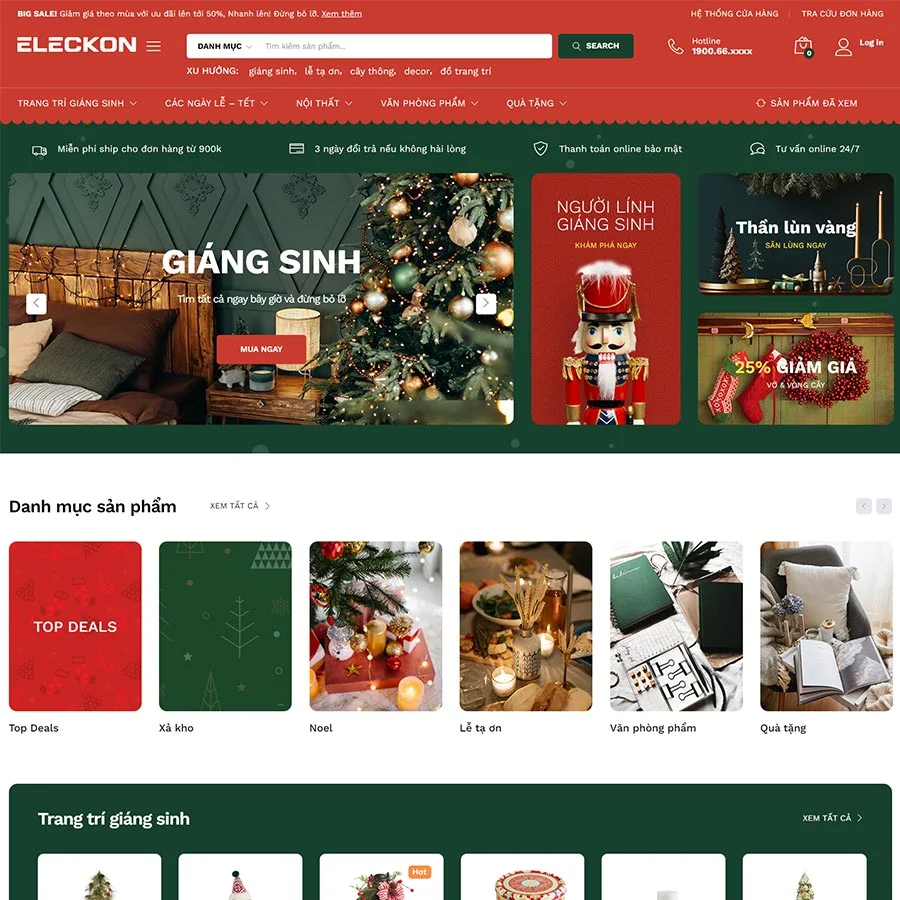 BIG SALE! Giảm giá theo mùa với ưu đãi lên tới 50%, Nhanh lên! Đừng bỏ lỡ. Xem thêm
HỆ THỐNG CỬA HÀNG
TRA CỨU ĐƠN HÀNG
ELECKON
DANH MỤC
Tìm kiếm sản phẩm...
SEARCH
Hotline
1900.66.xxxx
0
Log in
XU HƯỚNG: giáng sinh, lễ tạ ơn, cây thông, decor, đồ trang trí
TRANG TRÍ GIÁNG SINH
CÁC NGÀY LỄ – TẾT
NỘI THẤT
VĂN PHÒNG PHẨM
QUÀ TẶNG
SẢN PHẨM ĐÃ XEM
Miễn phí ship cho đơn hàng từ 900k
3 ngày đổi trả nếu không hài lòng
Thanh toán online bảo mật
Tư vấn online 24/7
GIÁNG SINH
Tìm tất cả ngay bây giờ và đừng bỏ lỡ
MUA NGAY
NGƯỜI LÍNH
GIÁNG SINH
KHÁM PHÁ NGAY
Thần lùn vàng
SĂN LÙNG NGAY
25% GIẢM GIÁ
VỚ & VÒNG CÂY
Danh mục sản phẩm
XEM TẤT CẢ
TOP DEALS
Top Deals
Xả kho
Noel
Lễ tạ ơn
Văn phòng phẩm
Quà tặng
Trang trí giáng sinh
XEM TẤT CẢ
Hot